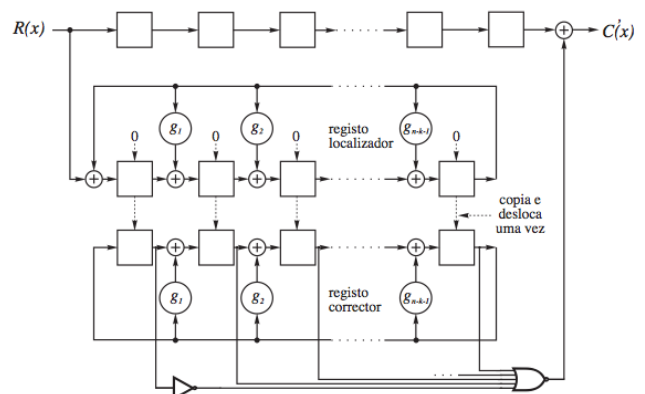 R(x)
C'(x)
g₁
g₂
gₙ₋ₖ₋₁
registo
localizador
0
0
0
0
copia e
desloca
uma vez
g₁
g₂
gₙ₋ₖ₋₁
registo
corrector